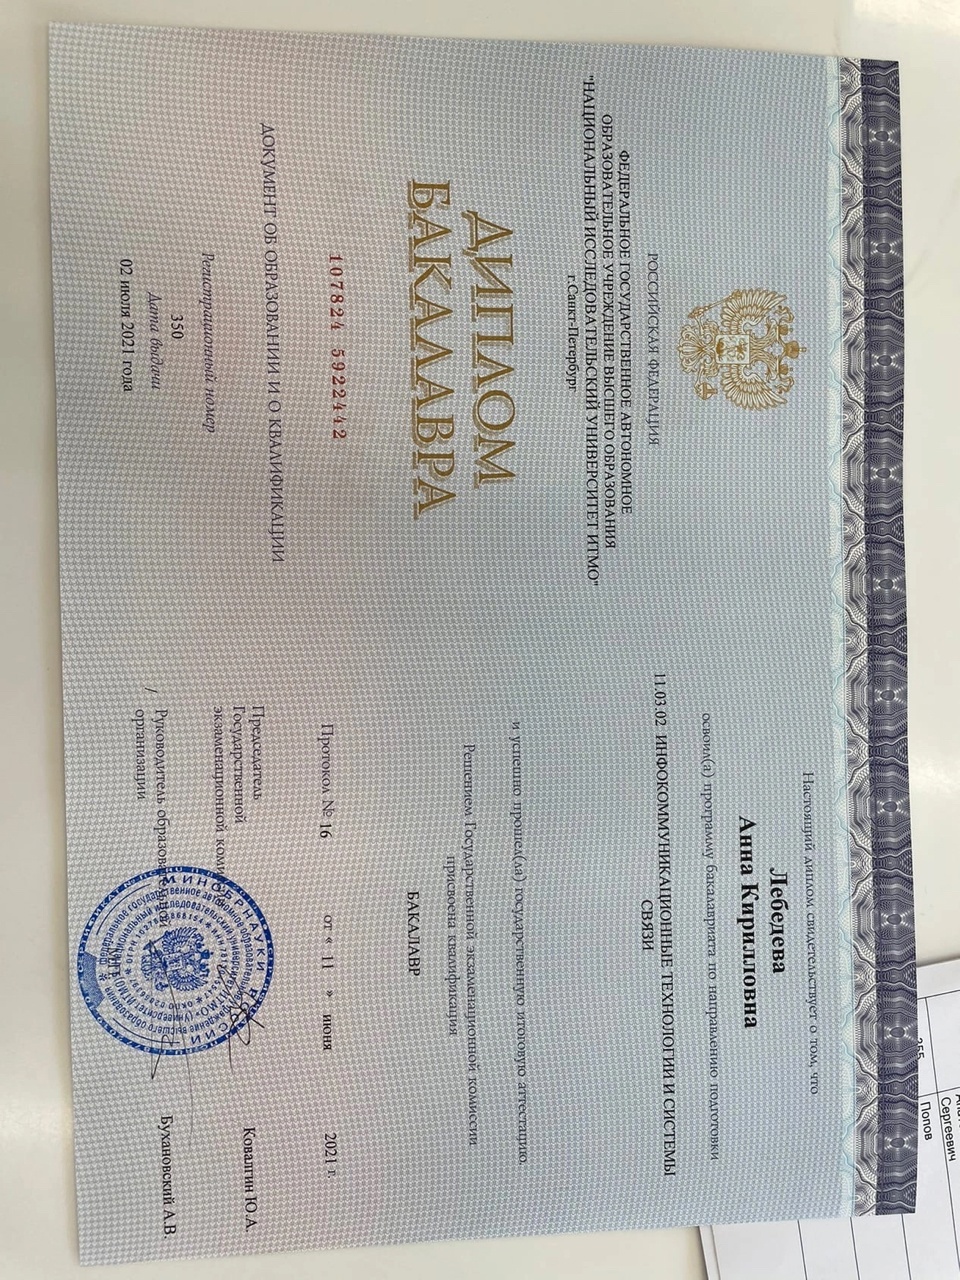 РОССИЙСКАЯ ФЕДЕРАЦИЯ
ФЕДЕРАЛЬНОЕ ГОСУДАРСТВЕННОЕ АВТОНОМНОЕ
ОБРАЗОВАТЕЛЬНОЕ УЧРЕЖДЕНИЕ ВЫСШЕГО ОБРАЗОВАНИЯ
"НАЦИОНАЛЬНЫЙ ИССЛЕДОВАТЕЛЬСКИЙ УНИВЕРСИТЕТ ИТМО"
г.Санкт-Петербург
ДИПЛОМ
БАКАЛАВРА
107824 5922442
ДОКУМЕНТ ОБ ОБРАЗОВАНИИ И О КВАЛИФИКАЦИИ
Регистрационный номер
350
Дата выдачи
02 июля 2021 года
Настоящий диплом свидетельствует о том, что
Лебедева
Анна Кирилловна
освоил(а) программу бакалавриата по направлению подготовки
11.03.02 ИНФОКОММУНИКАЦИОННЫЕ ТЕХНОЛОГИИ И СИСТЕМЫ
СВЯЗИ
и успешно прошел(ла) государственную итоговую аттестацию.
Решением Государственной экзаменационной комиссии
присвоена квалификация
БАКАЛАВР
Протокол № 16 от « 11 » июня 2021 г.
Председатель
Государственной
экзаменационной
Ковалгин Ю.А.
/ Руководитель
организации
Бухановский А.В.
МИНОБРНАУКИ РОССИИ
255
Сергеевич
Попов